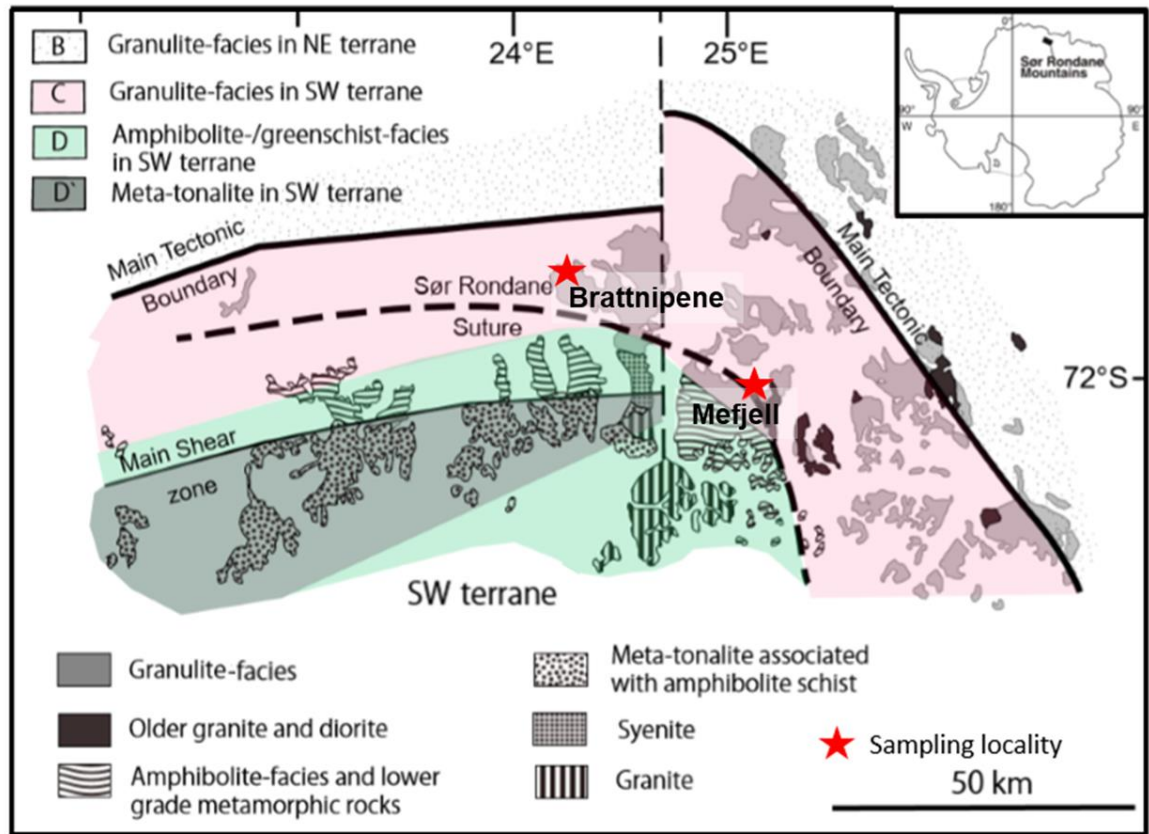 B Granulite-facies in NE terrane
C Granulite-facies in SW terrane
D Amphibolite-/greenschist-facies
in SW terrane
D` Meta-tonalite in SW terrane
24°E
25°E
0°
Sør Rondane
Mountains
90°
W
90°
E
180°
Main Tectonic
Boundary
Sør Rondane
Suture
Brattnipene
Main Tectonic
Boundary
72°S
Mefjell
Main Shear
zone
SW terrane
Granulite-facies
Older granite and diorite
Amphibolite-facies and lower
grade metamorphic rocks
Meta-tonalite associated
with amphibolite schist
Syenite
Granite
Sampling locality
50 km